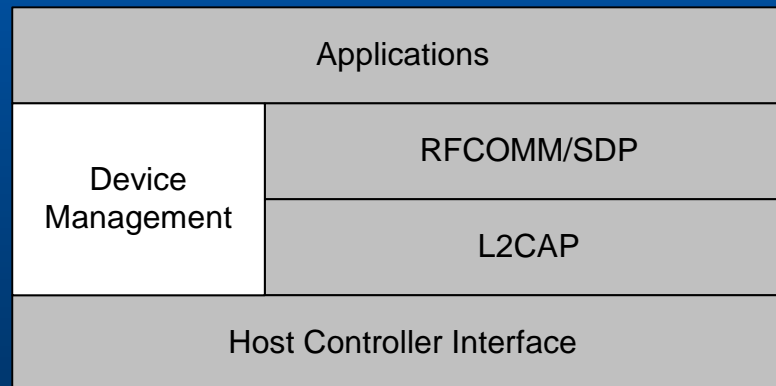 Applications
RFCOMM/SDP
Device
Management
L2CAP
Host Controller Interface